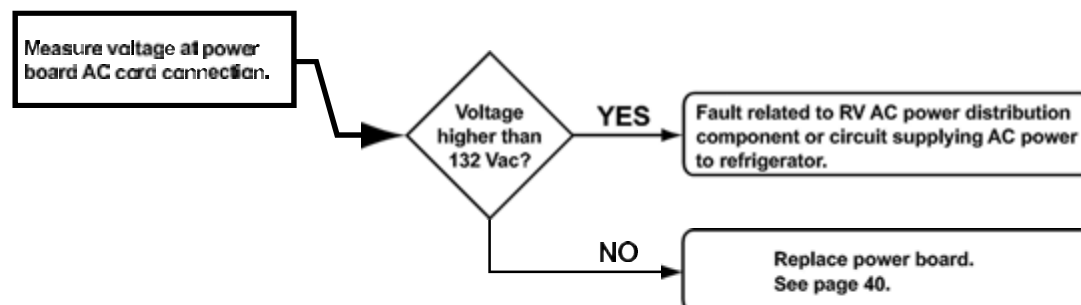 Measure voltage at power
board AC cord connection.
Voltage
higher than
132 Vac?
YES
Fault related to RV AC power distribution
component or circuit supplying AC power
to refrigerator.
NO
Replace power board.
See page 40.